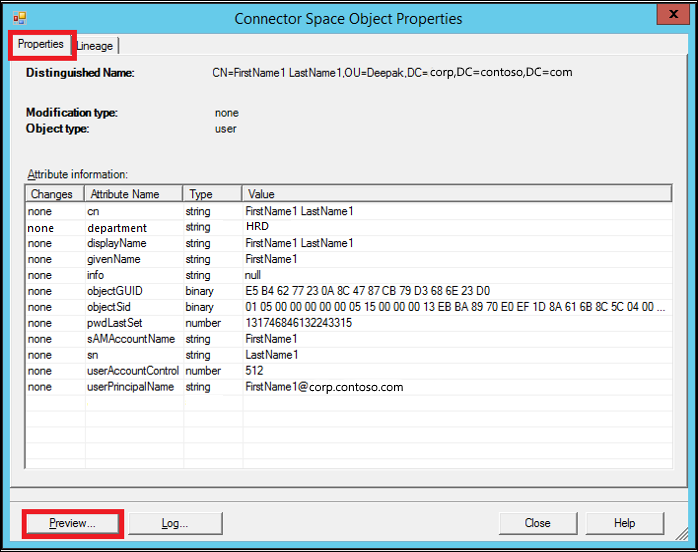 Connector Space Object Properties
x
Properties Lineage
Distinguished Name: CN=FirstName1 LastName1,OU=Deepak,DC=corp,DC=contoso,DC=com
Modification type: none
Object type: user
Attribute information:
Changes Attribute Name Type Value
none cn string FirstName1 LastName1
none department string HRD
none displayName string FirstName1 LastName1
none givenName string FirstName1
none info string null
none objectGUID binary E5 B4 62 77 23 0A 8C 47 87 CB 79 D3 68 6E 23 D0
none objectSid binary 01 05 00 00 00 00 00 05 15 00 00 00 13 EB BA 89 70 E0 EF 1D 8A 61 6B 8C 5C 04 00 ...
none pwdLastSet number 131746846132243315
none sAMAccountName string FirstName1
none sn string LastName1
none userAccountControl number 512
none userPrincipalName string FirstName1@corp.contoso.com
Preview... Log... Close Help